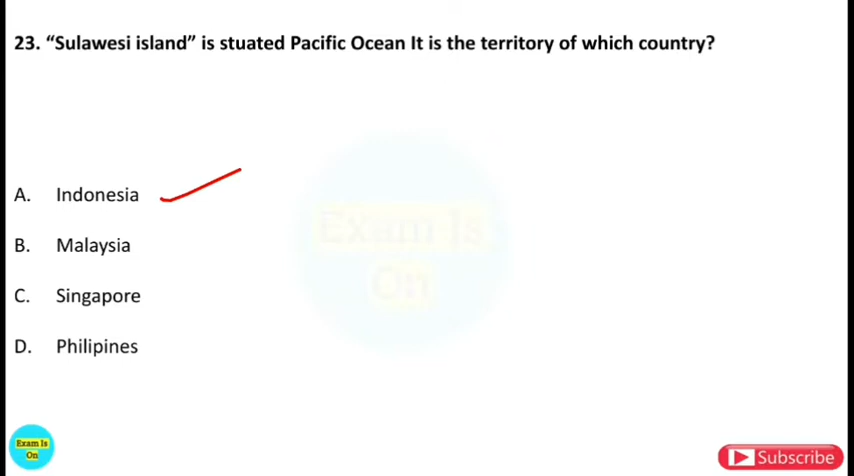 23. “Sulawesi island” is stuated Pacific Ocean It is the territory of which country?
A. Indonesia
B. Malaysia
C. Singapore
D. Philipines
Exam Is
On
Exam Is
On
Subscribe